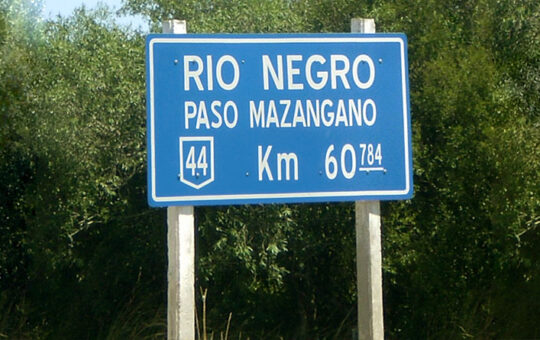 RIO NEGRO
PASO MAZANGANO
44 Km 60 784